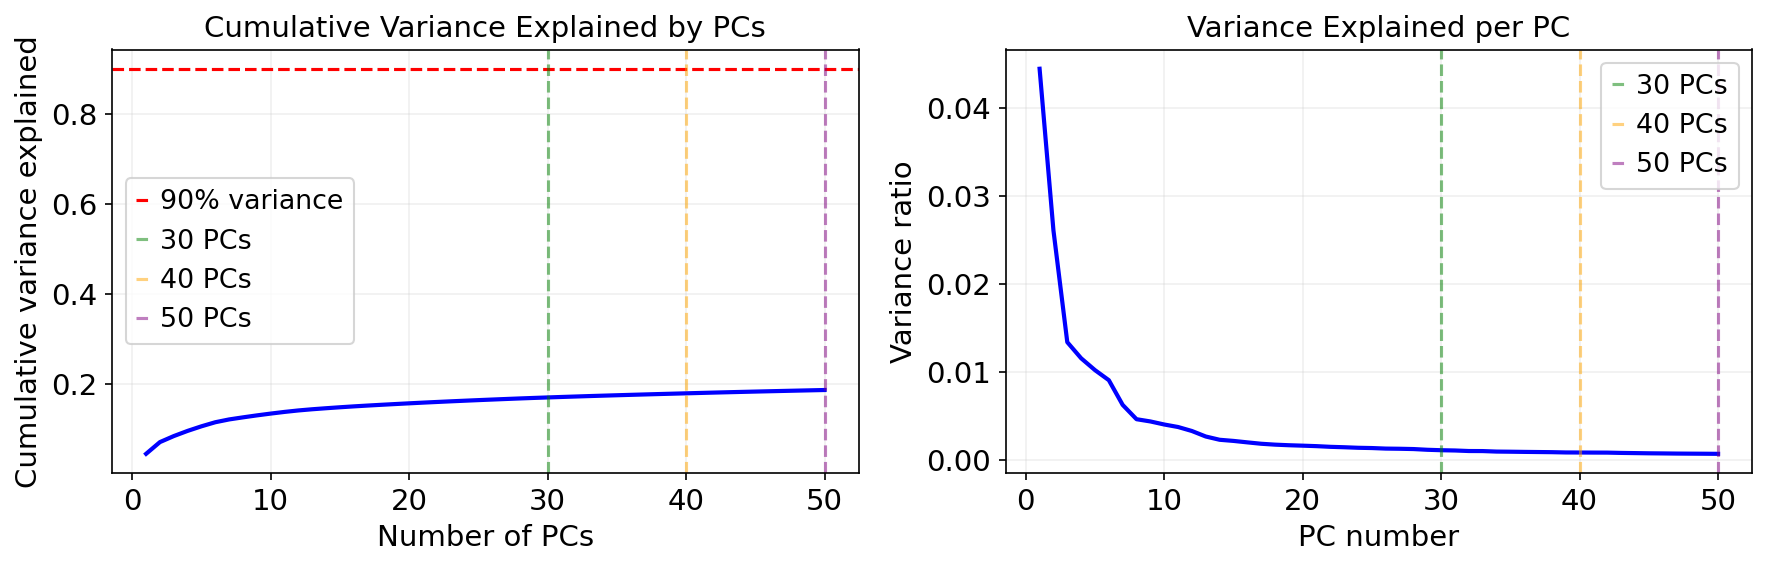 Cumulative Variance Explained by PCs
Cumulative variance explained
0.8
0.6
0.4
0.2
90% variance
30 PCs
40 PCs
50 PCs
0 10 20 30 40 50
Number of PCs
Variance Explained per PC
Variance ratio
0.04
0.03
0.02
0.01
0.00
30 PCs
40 PCs
50 PCs
0 10 20 30 40 50
PC number